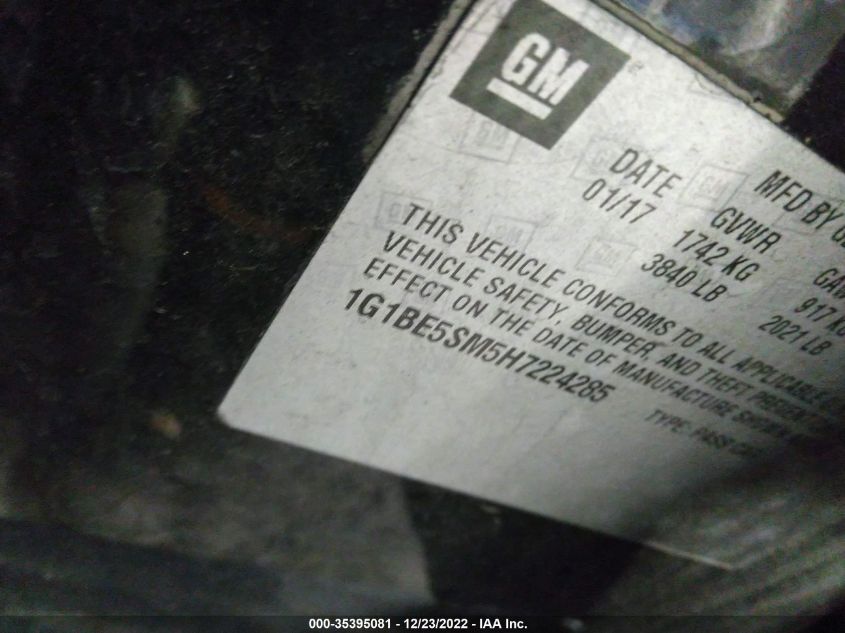 GM
DATE
01/17
MFD BY
GVWR
1742 KG
3840 LB
917
2021 LB
THIS VEHICLE CONFORMS TO ALL APPLICABLE
VEHICLE SAFETY, BUMPER, AND THEFT
EFFECT ON THE DATE OF MANUFACTURE SHOWN
1G1BE5SM5H7224285
TYPE: PASS
000-35395081 - 12/23/2022 - IAA Inc.